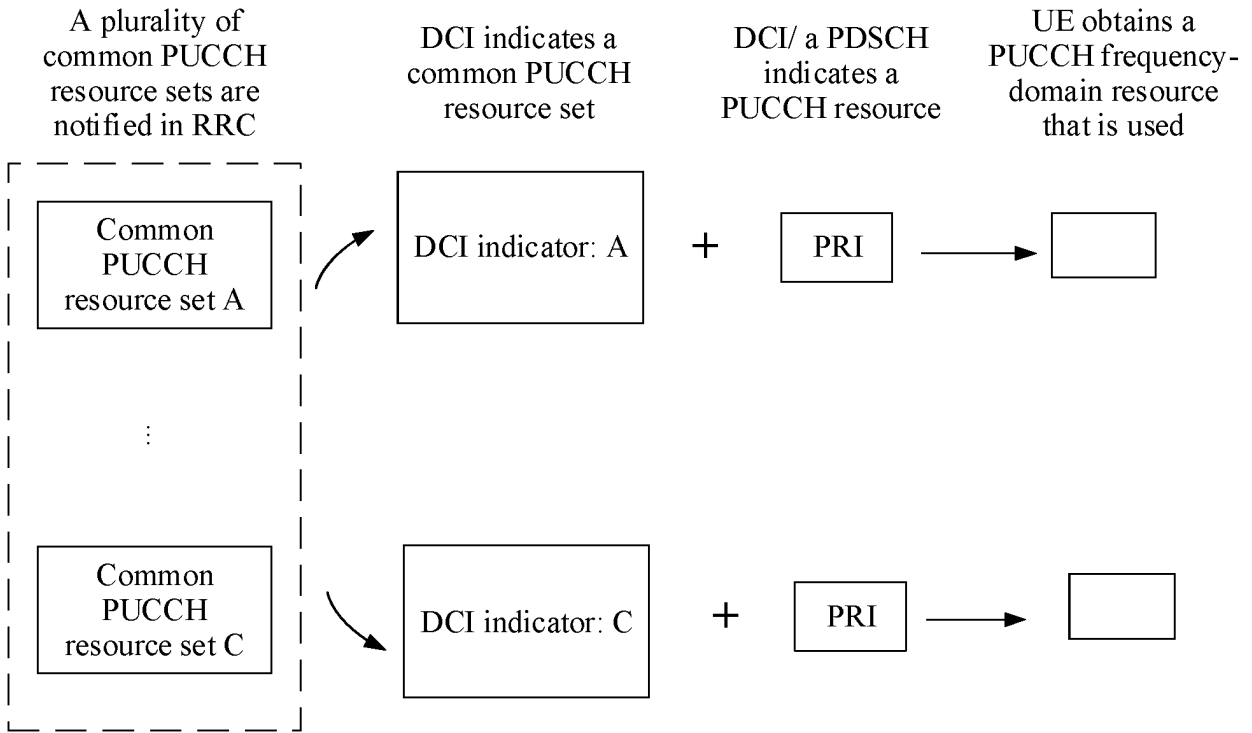 A plurality of
common PUCCH
resource sets are
notified in RRC
DCI indicates a
common PUCCH
resource set
DCI/ a PDSCH
indicates a
PUCCH resource
UE obtains a
PUCCH frequency-
domain resource
that is used
Common
PUCCH
resource set A
DCI indicator: A
+
PRI
⋮
Common
PUCCH
resource set C
DCI indicator: C
+
PRI